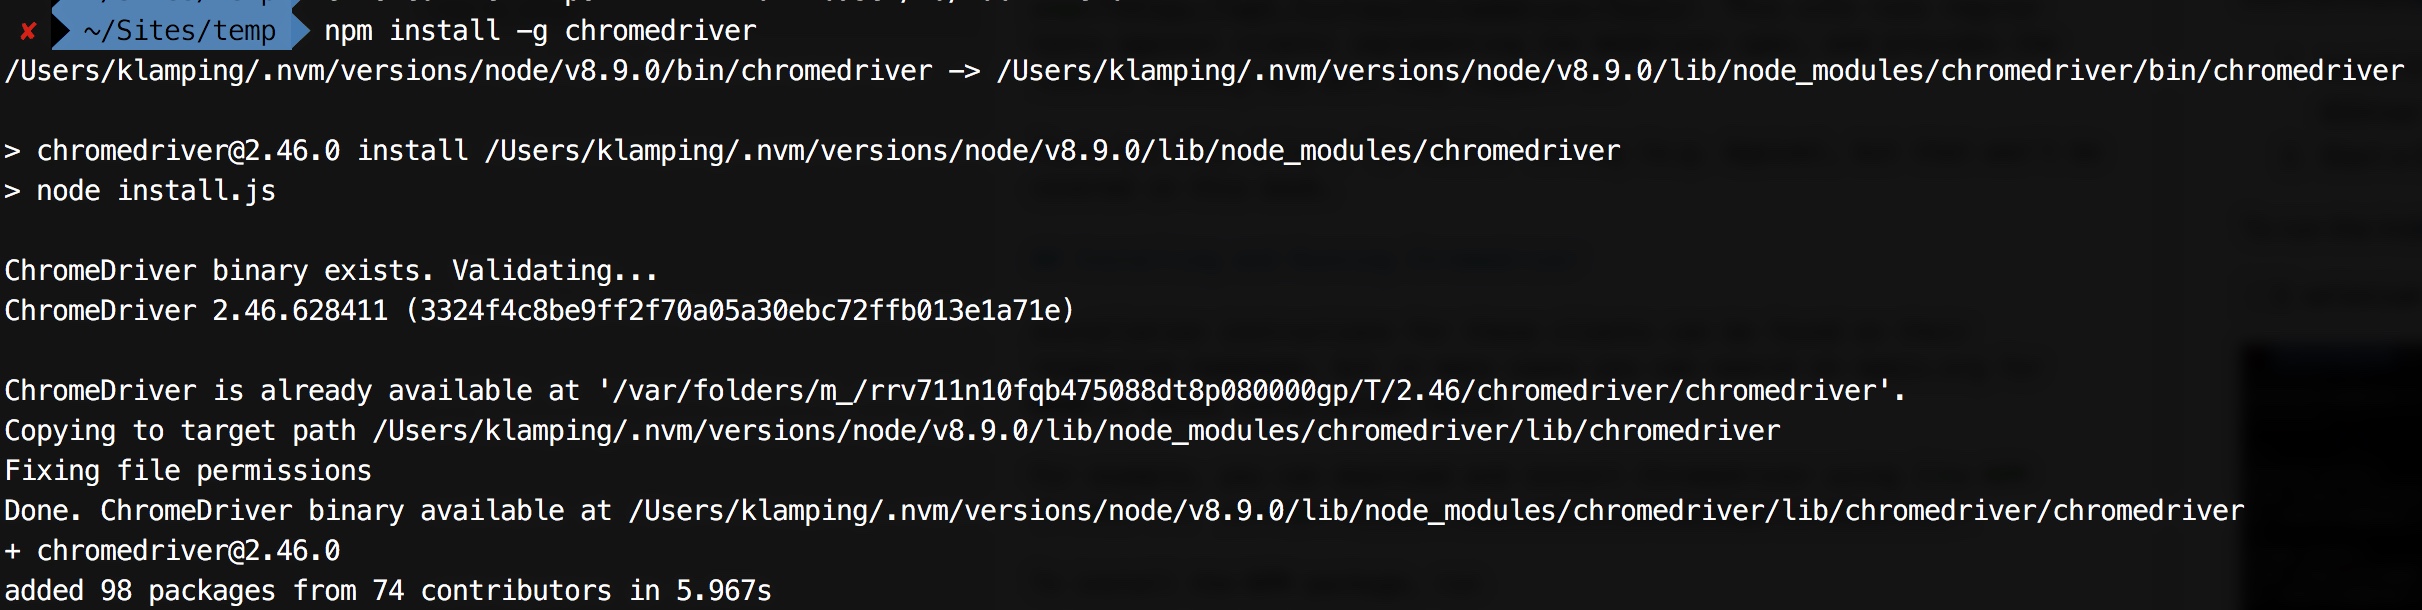 ✘ ~/Sites/temp npm install -g chromedriver
/Users/klamping/.nvm/versions/node/v8.9.0/bin/chromedriver -> /Users/klamping/.nvm/versions/node/v8.9.0/lib/node_modules/chromedriver/bin/chromedriver
> chromedriver@2.46.0 install /Users/klamping/.nvm/versions/node/v8.9.0/lib/node_modules/chromedriver
> node install.js
ChromeDriver binary exists. Validating...
ChromeDriver 2.46.628411 (3324f4c8be9ff2f70a05a30ebc72ffb013e1a71e)
ChromeDriver is already available at '/var/folders/m_/rrv711n10fqb475088dt8p080000gp/T/2.46/chromedriver/chromedriver'.
Copying to target path /Users/klamping/.nvm/versions/node/v8.9.0/lib/node_modules/chromedriver/lib/chromedriver
Fixing file permissions
Done. ChromeDriver binary available at /Users/klamping/.nvm/versions/node/v8.9.0/lib/node_modules/chromedriver/lib/chromedriver/chromedriver
+ chromedriver@2.46.0
added 98 packages from 74 contributors in 5.967s